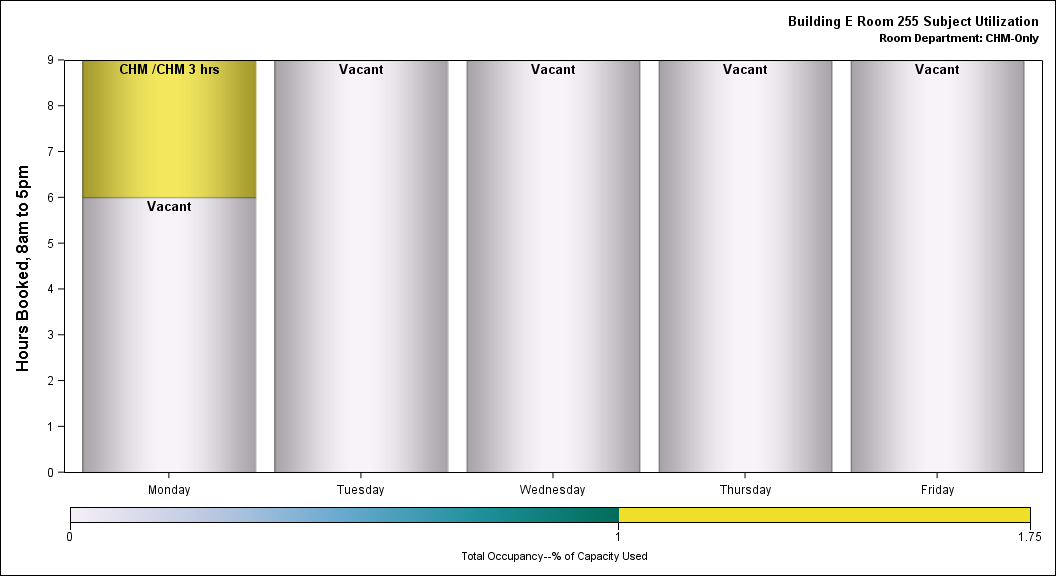 Building E Room 255 Subject Utilization
Room Department: CHM-Only
Hours Booked, 8am to 5pm
9
8
7
6
5
4
3
2
1
0
CHM /CHM 3 hrs
Vacant
Vacant
Vacant
Vacant
Vacant
Monday
Tuesday
Wednesday
Thursday
Friday
0
1
1.75
Total Occupancy--% of Capacity Used